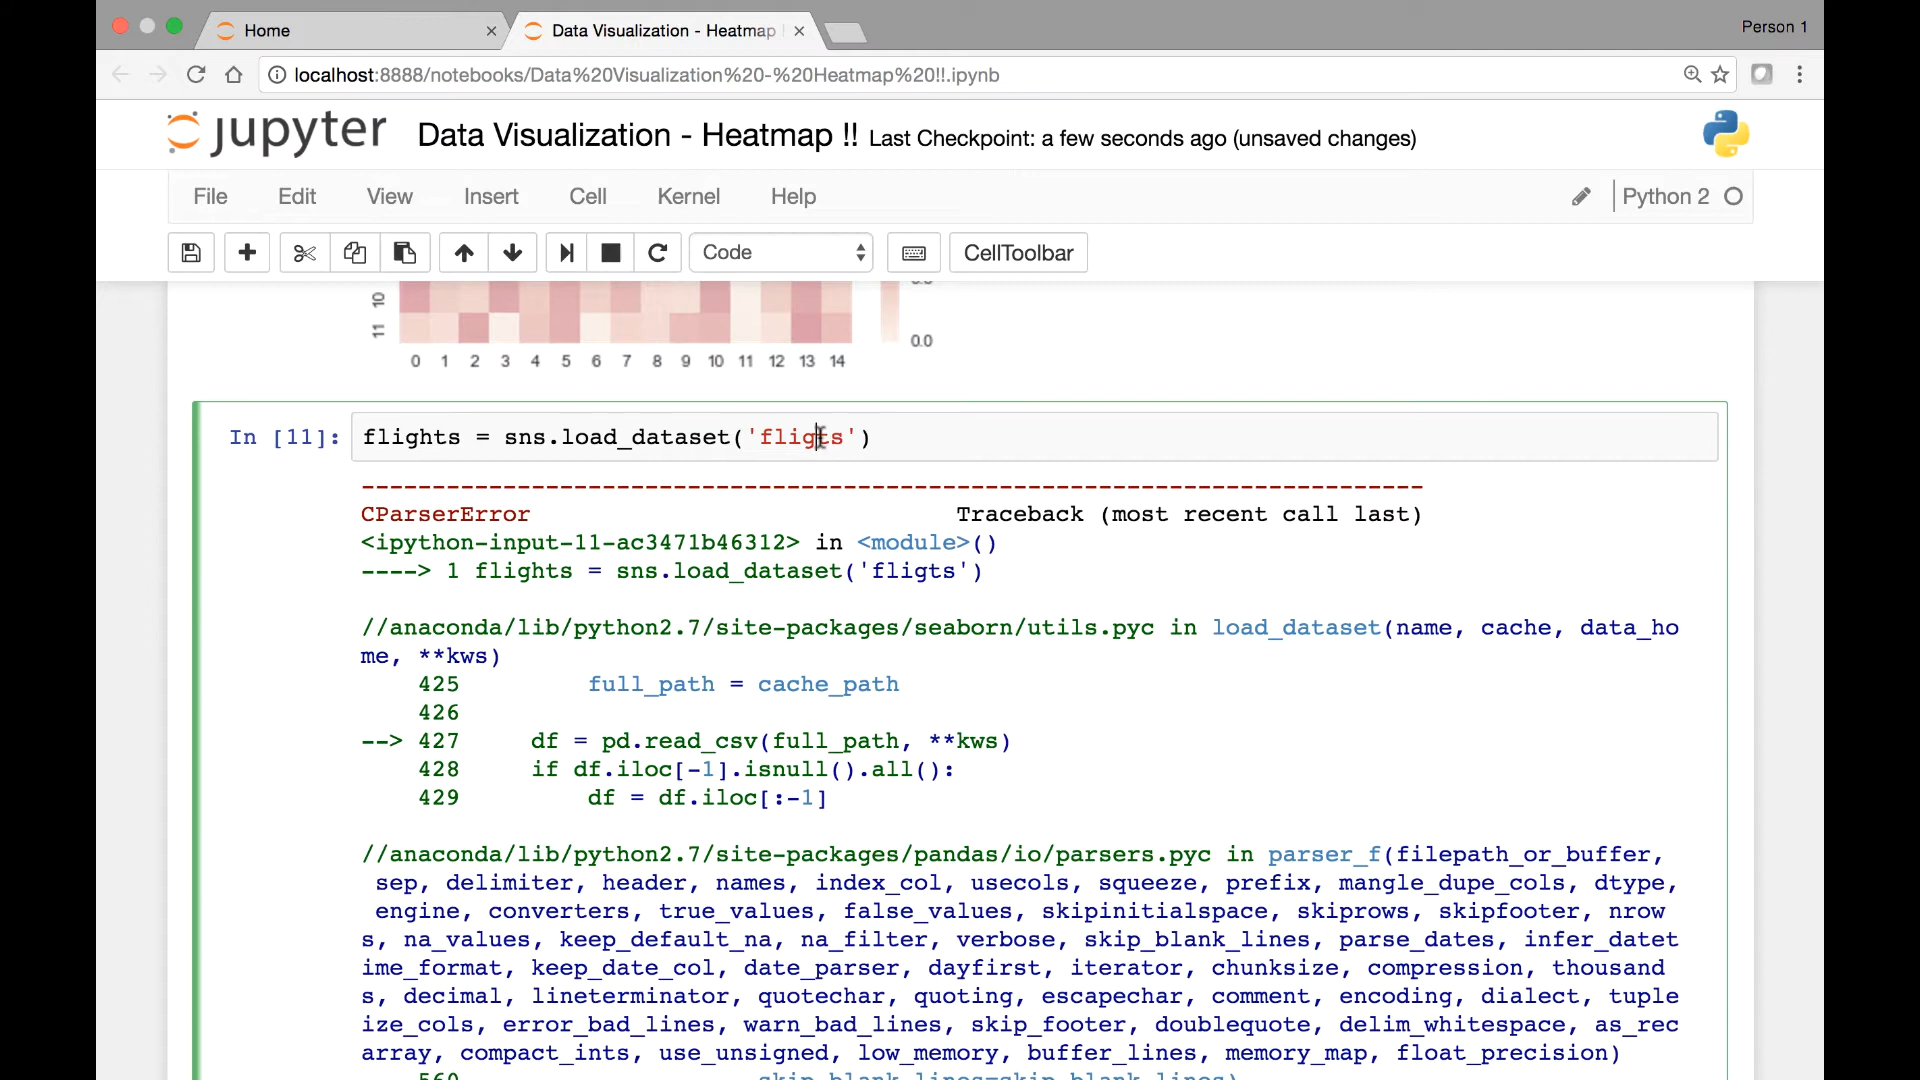 Home
Data Visualization - Heatmap
Person 1
localhost:8888/notebooks/Data%20Visualization%20-%20Heatmap%20!!.ipynb
jupyter Data Visualization - Heatmap !! Last Checkpoint: a few seconds ago (unsaved changes)
File Edit View Insert Cell Kernel Help Python 2
Code CellToolbar
10
11
0.0
0 1 2 3 4 5 6 7 8 9 10 11 12 13 14
In [11]: flights = sns.load_dataset('fligts')
---------------------------------------------------------------------------
CParserError Traceback (most recent call last)
<ipython-input-11-ac3471b46312> in <module>()
----> 1 flights = sns.load_dataset('fligts')
//anaconda/lib/python2.7/site-packages/seaborn/utils.pyc in load_dataset(name, cache, data_ho
me, **kws)
425 full_path = cache_path
426
--> 427 df = pd.read_csv(full_path, **kws)
428 if df.iloc[-1].isnull().all():
429 df = df.iloc[:-1]
//anaconda/lib/python2.7/site-packages/pandas/io/parsers.pyc in parser_f(filepath_or_buffer,
sep, delimiter, header, names, index_col, usecols, squeeze, prefix, mangle_dupe_cols, dtype,
engine, converters, true_values, false_values, skipinitialspace, skiprows, skipfooter, nrow
s, na_values, keep_default_na, na_filter, verbose, skip_blank_lines, parse_dates, infer_datet
ime_format, keep_date_col, date_parser, dayfirst, iterator, chunksize, compression, thousand
s, decimal, lineterminator, quotechar, quoting, escapechar, comment, encoding, dialect, tuple
ize_cols, error_bad_lines, warn_bad_lines, skip_footer, doublequote, delim_whitespace, as_rec
array, compact_ints, use_unsigned, low_memory, buffer_lines, memory_map, float_precision)